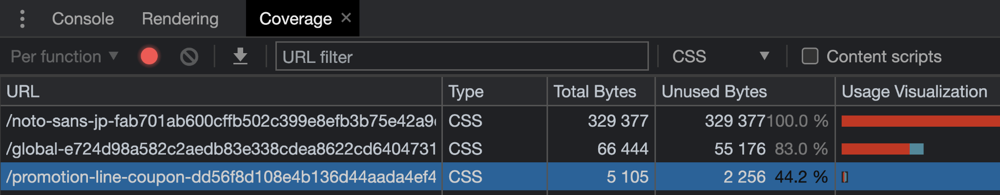 Console Rendering Coverage ×
Per function ▼ URL filter CSS ▼ Content scripts
URL Type Total Bytes Unused Bytes Usage Visualization
/noto-sans-jp-fab701ab600cffb502c399e8efb3b75e42a9 CSS 329 377 329 377 100.0 %
/global-e724d98a582c2aedb83e338cdea8622cd6404731 CSS 66 444 55 176 83.0 %
/promotion-line-coupon-dd56f8d108e4b136d44aada4ef4 CSS 5 105 2 256 44.2 %